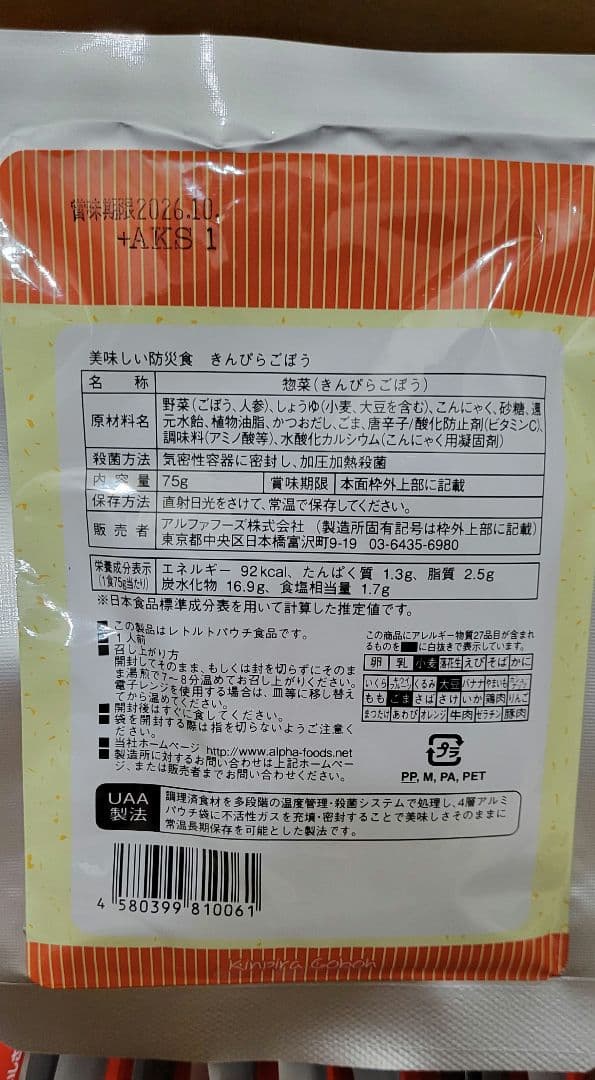 賞味期限2026.10.
+AKS 1
美味しい防災食 きんぴらごぼう
名 称 惣菜(きんぴらごぼう)
原材料名 野菜(ごぼう、人参)、しょうゆ(小麦、大豆を含む)、こんにゃく、砂糖、還
元水飴、植物油脂、かつおだし、ごま、唐辛子/酸化防止剤(ビタミンC)、
調味料(アミノ酸等)、水酸化カルシウム(こんにゃく用凝固剤)
殺菌方法 気密性容器に密封し、加圧加熱殺菌
内容量 75g 賞味期限 本面枠外上部に記載
保存方法 直射日光をさけて、常温で保存してください。
販売者 アルファフーズ株式会社 (製造所固有記号は枠外上部に記載)
東京都中央区日本橋富沢町9-19 03-6435-6980
栄養成分表示 エネルギー 92kcal、たんぱく質 1.3g、脂質 2.5g
(1食75g当たり) 炭水化物 16.9g、食塩相当量 1.7g
※日本食品標準成分表を用いて計算した推定値です。
■この製品はレトルトパウチ食品です。
■1人前
■召し上がり方
開封してそのまま、もしくは封を切らずにそのま
ま湯煎で7〜8分温めてお召し上がりください。
電子レンジを使用する場合は、皿等に移し替え
てから温めてください。
■開封後はすぐに食してください。
■袋を開封する際は指を切らないようご注意く
ださい。
■当社ホームページ http://www.alpha-foods.net
■製造所に対するお問い合わせは上記ホームペー
ジ、または販売者までお問い合わせください。
この商品にアレルギー物質27品目が含まれ
るものを■に白抜きで表示しています。
卵 乳 小麦 落花生 えび そば かに
いくら くるみ 大豆 バナナ やまいも
もも ごま さば さけ いか 鶏肉 りんご
まつたけ あわび オレンジ 牛肉 ゼラチン 豚肉
プラ
PP, M, PA, PET
UAA
製法
調理済食材を多段階の温度管理・殺菌システムで処理し、4層アルミ
パウチ袋に不活性ガスを充填・密封することで美味しさそのままに
常温長期保存を可能とした製法です。
4 580399 810061
Kinpira Goboh